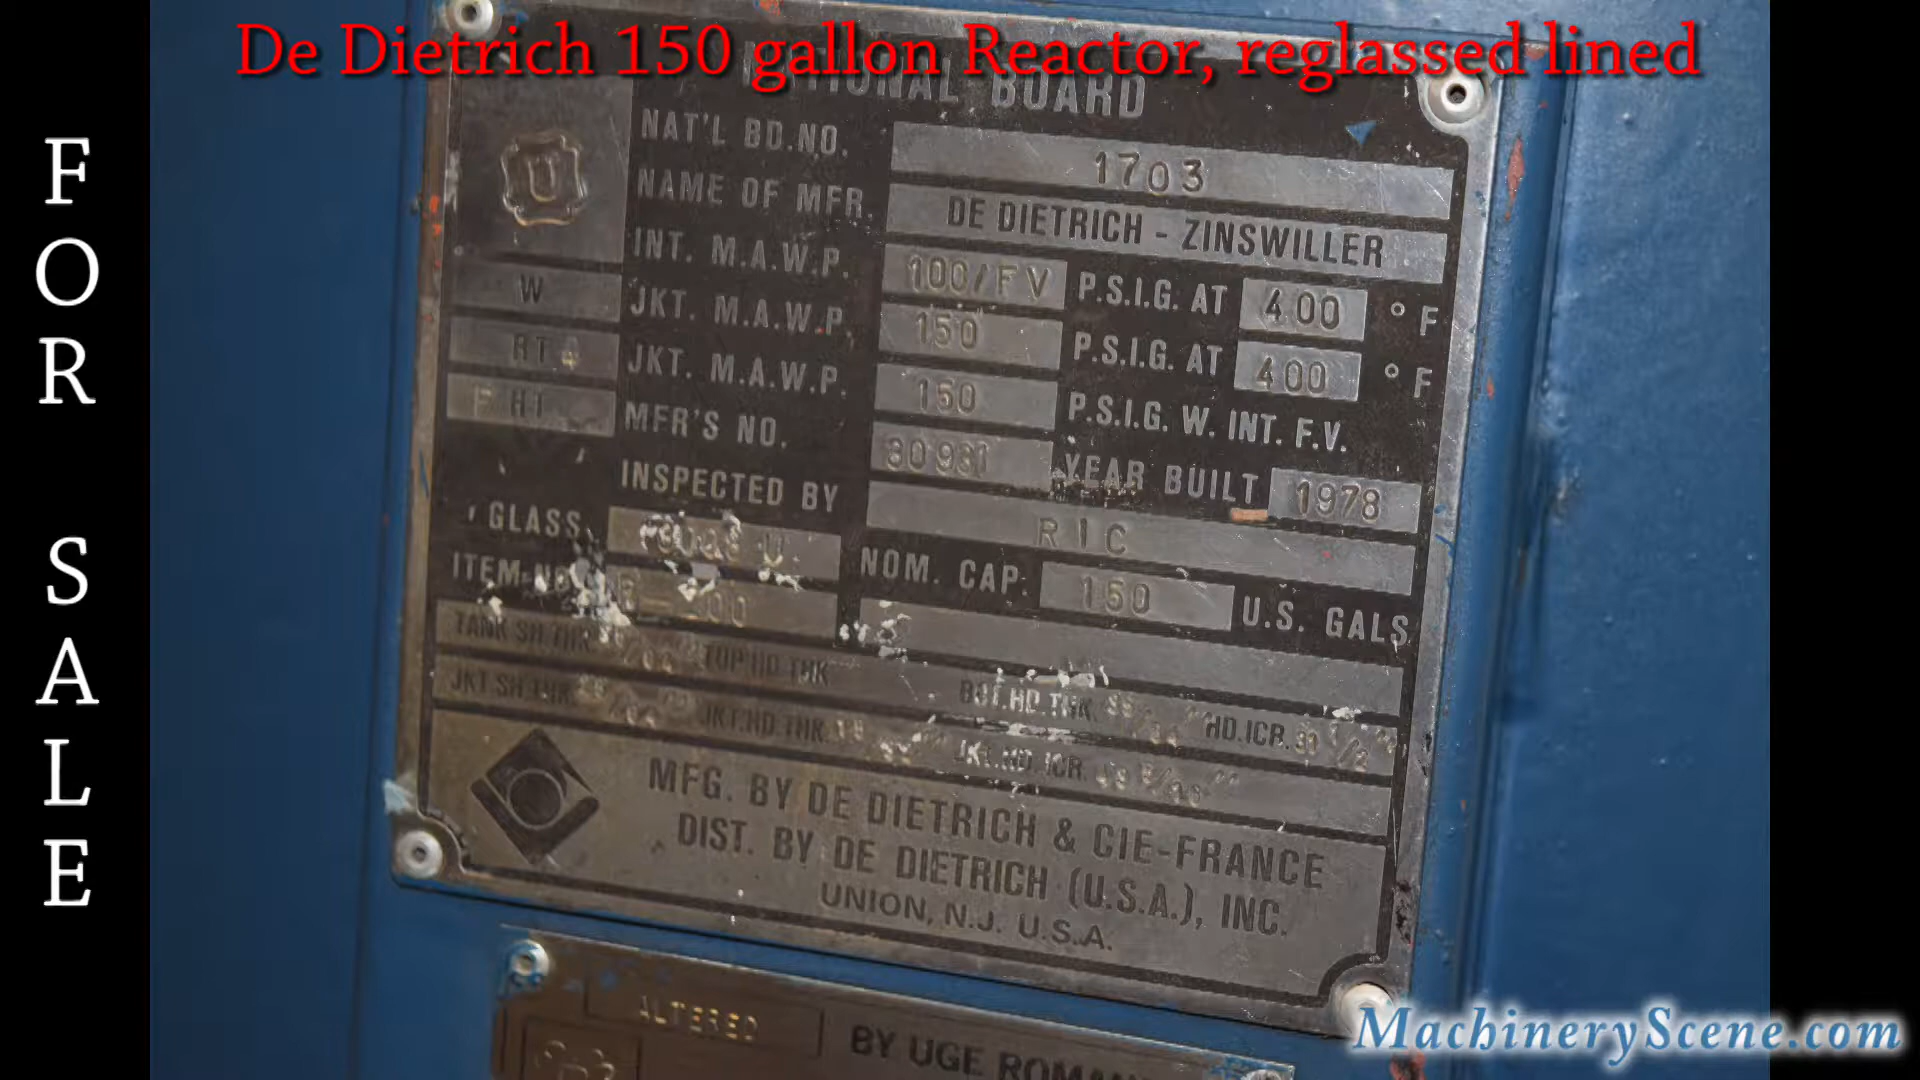 De Dietrich 150 gallon Reactor, reglassed lined
FOR SALE
NATIONAL BOARD
U
NAT'L BD.NO. 1703
NAME OF MFR. DE DIETRICH - ZINSWILLER
INT. M.A.W.P. 100/FV P.S.I.G. AT 400 °F
W JKT. M.A.W.P. 150 P.S.I.G. AT 400 °F
RT4 JKT. M.A.W.P. 150 P.S.I.G. W. INT. F.V.
MFR'S NO. YEAR BUILT 1978
INSPECTED BY RIC
GLASS NOM. CAP: 150 U.S. GALS
ITEM NO.
TANK SH.THK. TOP HD THK BOT.HD.THK. HD.ICR. 31 1/2"
JKT.SH.THK. JKT.HD.THK. JKT.HD.ICR.
MFG. BY DE DIETRICH & CIE-FRANCE
DIST. BY DE DIETRICH (U.S.A.), INC.
UNION, N.J. U.S.A.
ALTERED BY UGE
MachineryScene.com